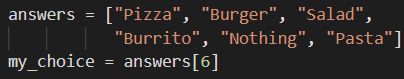 answers = ["Pizza", "Burger", "Salad",
"Burrito", "Nothing", "Pasta"]
my_choice = answers[6]